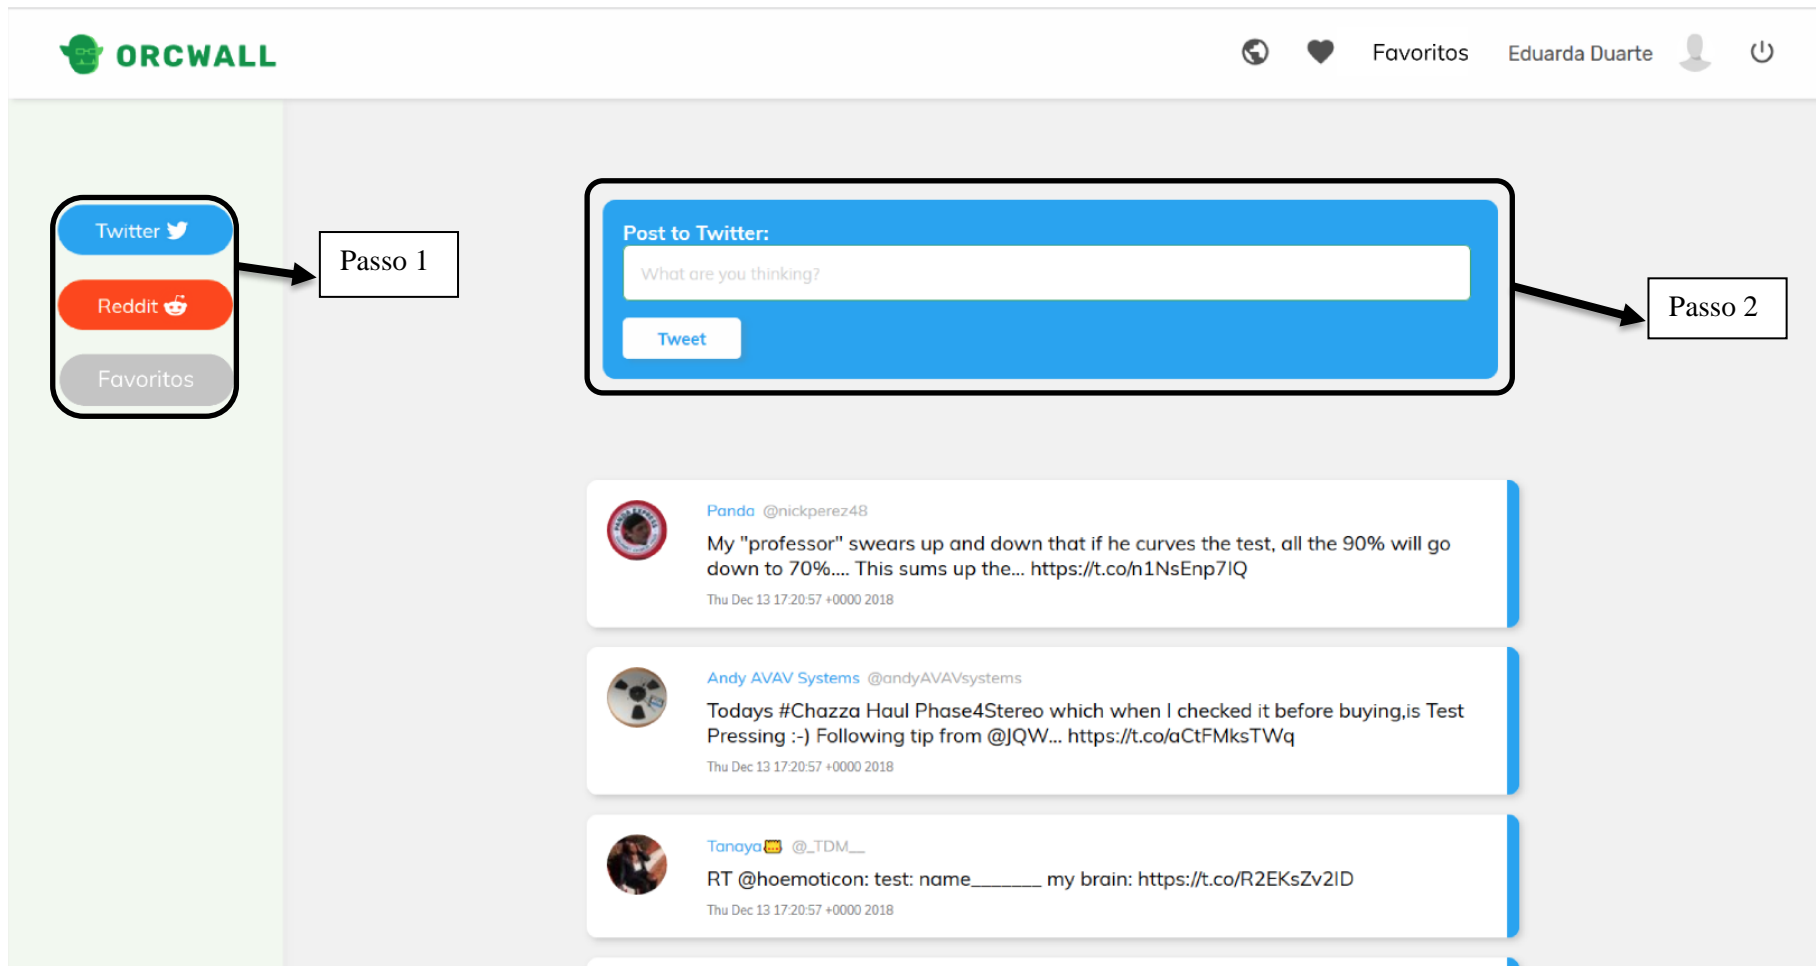 ORCWALL
Favoritos
Eduarda Duarte
Twitter
Reddit
Favoritos
Passo 1
Post to Twitter:
What are you thinking?
Tweet
Passo 2
Panda @nickperez48
My "professor" swears up and down that if he curves the test, all the 90% will go
down to 70%.... This sums up the... https://t.co/n1NsEnp7IQ
Thu Dec 13 17:20:57 +0000 2018
Andy AVAV Systems @andyAVAVsystems
Todays #Chazza Haul Phase4Stereo which when I checked it before buying,is Test
Pressing :-) Following tip from @JQW... https://t.co/aCtFMksTWq
Thu Dec 13 17:20:57 +0000 2018
Tanaya @_TDM__
RT @hoemoticon: test: name_______ my brain: https://t.co/R2EKsZv2ID
Thu Dec 13 17:20:57 +0000 2018